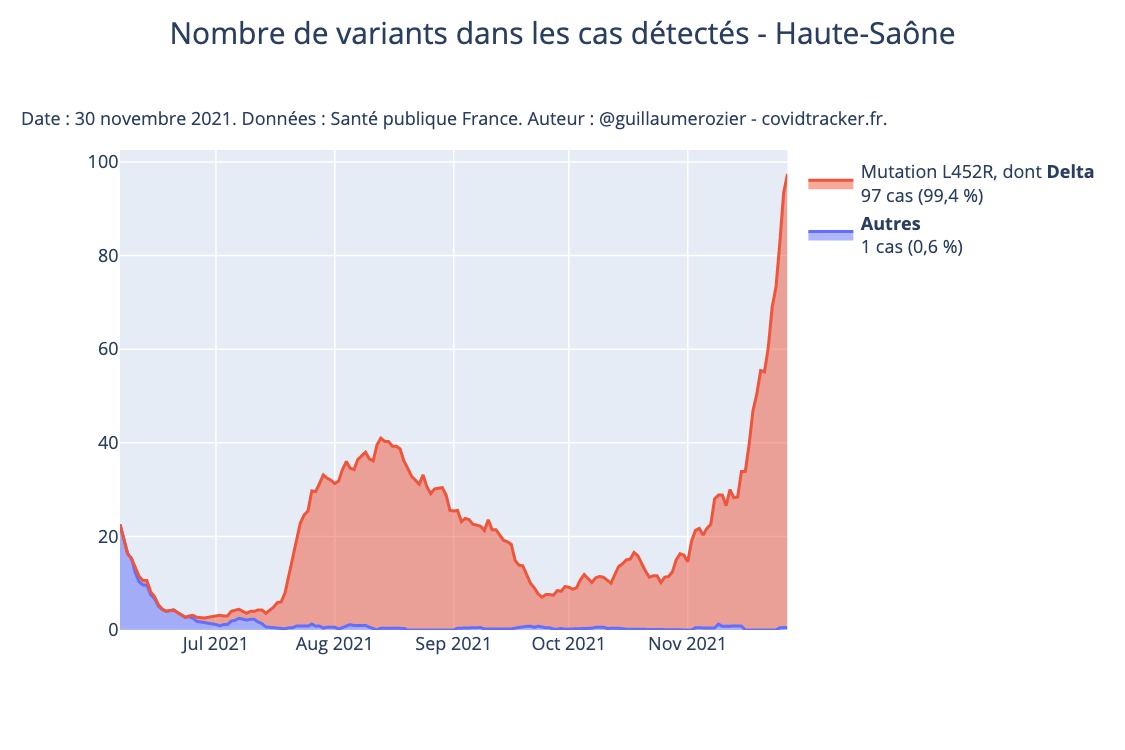 Nombre de variants dans les cas détectés - Haute-Saône
Date : 30 novembre 2021. Données : Santé publique France. Auteur : @guillaumerozier - covidtracker.fr.
100
80
60
40
20
0
Jul 2021
Aug 2021
Sep 2021
Oct 2021
Nov 2021
Mutation L452R, dont Delta
97 cas (99,4 %)
Autres
1 cas (0,6 %)